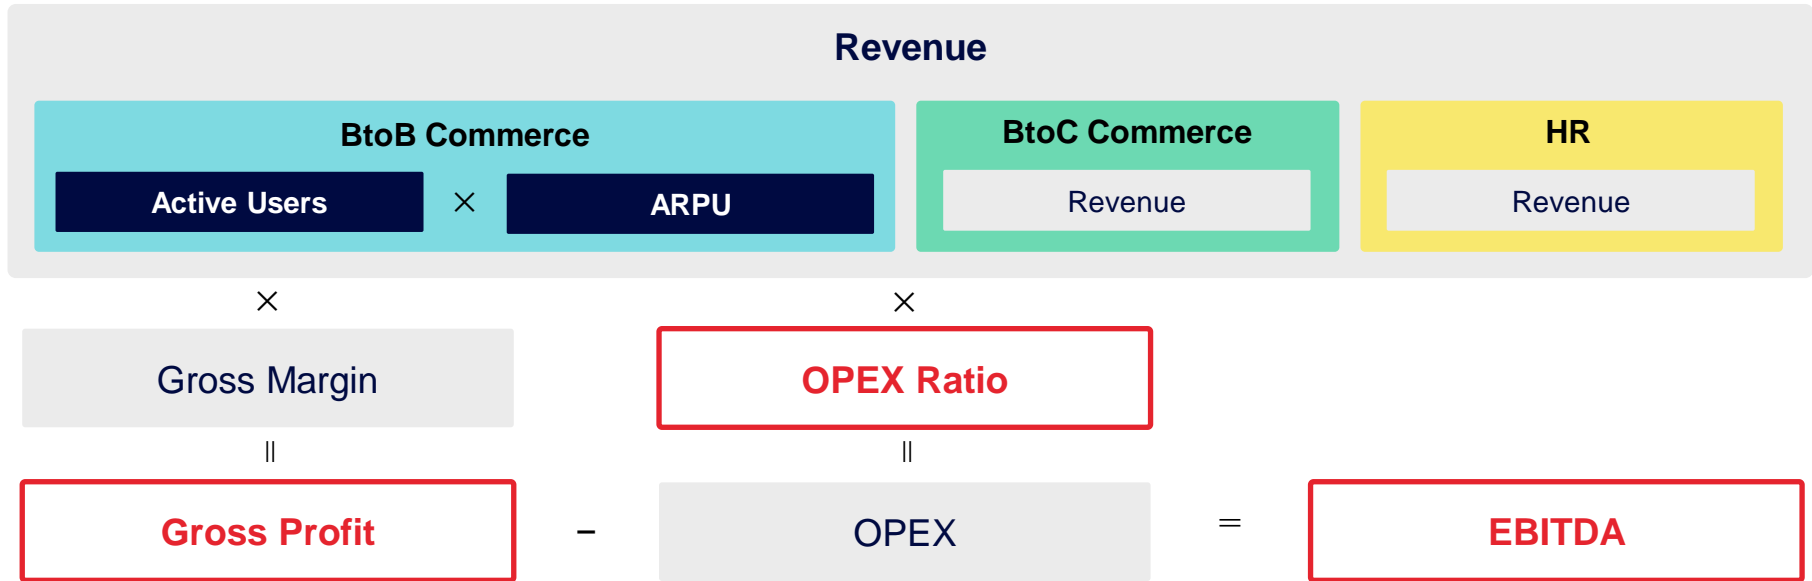 Revenue
BtoB Commerce
Active Users × ARPU
BtoC Commerce
Revenue
HR
Revenue
× ×
Gross Margin OPEX Ratio
= =
Gross Profit − OPEX = EBITDA